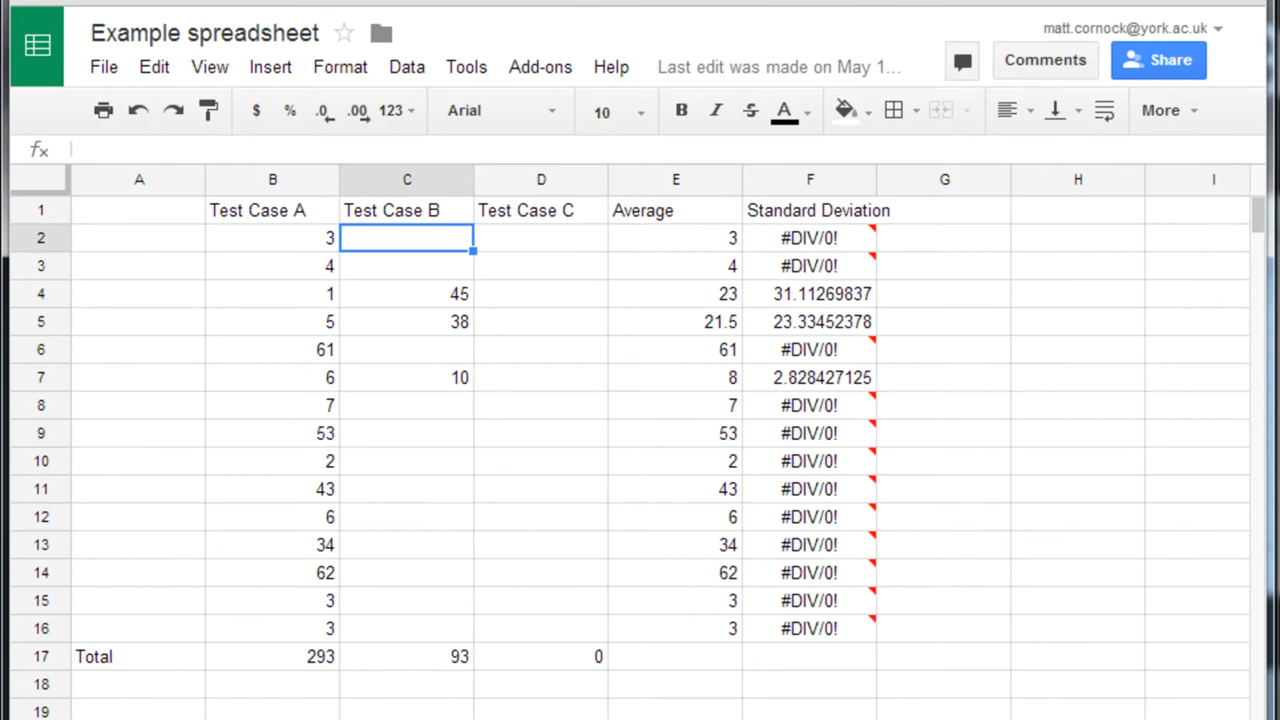 Example spreadsheet
matt.cornock@york.ac.uk
File Edit View Insert Format Data Tools Add-ons Help Last edit was made on May 1...
Comments Share
$ % .0 .00 123 Arial 10 B I S A More
fx
A B C D E F G H I
1 Test Case A Test Case B Test Case C Average Standard Deviation
2 3 3 #DIV/0!
3 4 4 #DIV/0!
4 1 45 23 31.11269837
5 5 38 21.5 23.33452378
6 61 61 #DIV/0!
7 6 10 8 2.828427125
8 7 7 #DIV/0!
9 53 53 #DIV/0!
10 2 2 #DIV/0!
11 43 43 #DIV/0!
12 6 6 #DIV/0!
13 34 34 #DIV/0!
14 62 62 #DIV/0!
15 3 3 #DIV/0!
16 3 3 #DIV/0!
17 Total 293 93 0
18
19